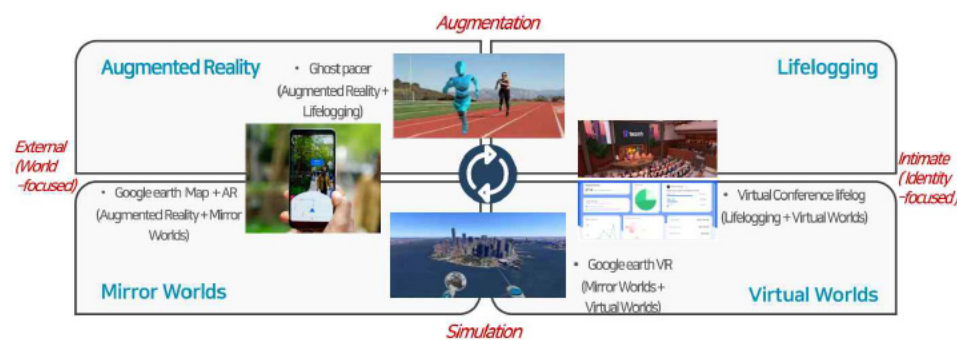 Augmentation
Augmented Reality
Lifelogging
• Ghost pacer
(Augmented Reality +
Lifelogging)
External
(World
-focused)
Intimate
( Identity
-focused)
• Google earth Map + AR
(Augmented Reality + Mirror
Worlds)
• Virtual Conference lifelog
(Lifelogging + Virtual Worlds)
• Google earth VR
(Mirror Worlds +
Virtual Worlds)
Mirror Worlds
Virtual Worlds
Simulation